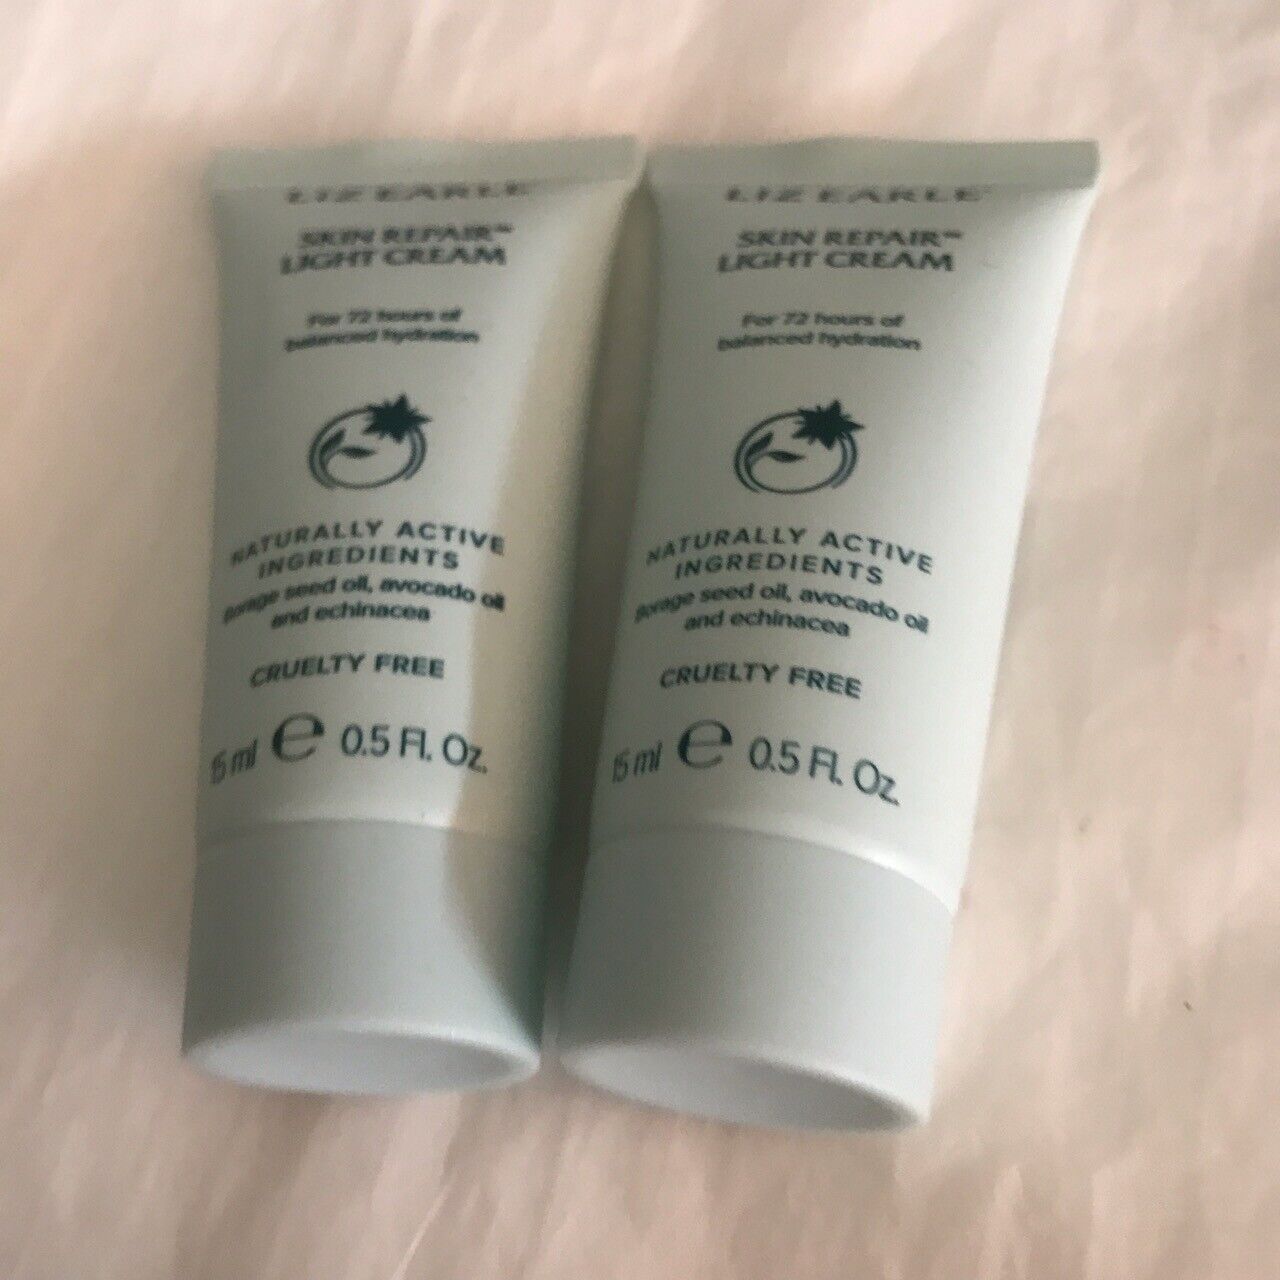 LIZ EARLE
SKIN REPAIR™
LIGHT CREAM
For 72 hours of
balanced hydration
NATURALLY ACTIVE
INGREDIENTS
Borage seed oil, avocado oil
and echinacea
CRUELTY FREE
15 ml e 0.5 Fl. Oz.
LIZ EARLE
SKIN REPAIR™
LIGHT CREAM
For 72 hours of
balanced hydration
NATURALLY ACTIVE
INGREDIENTS
Borage seed oil, avocado oil
and echinacea
CRUELTY FREE
15 ml e 0.5 Fl. Oz.